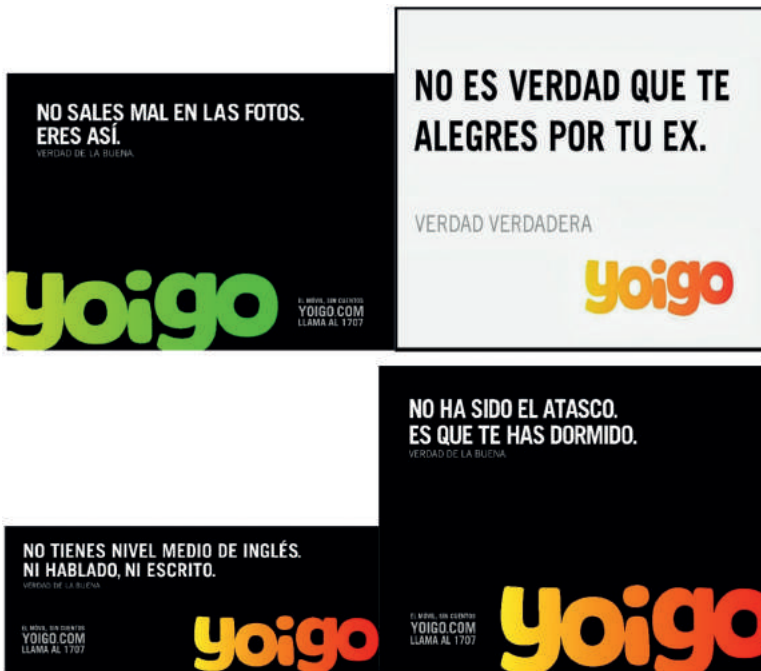 NO SALES MAL EN LAS FOTOS.
ERES ASÍ.
VERDAD DE LA BUENA.
yoigo
EL MÓVIL, SIN CUENTOS
YOIGO.COM
LLAMA AL 1707
NO ES VERDAD QUE TE
ALEGRES POR TU EX.
VERDAD VERDADERA
yoigo
NO TIENES NIVEL MEDIO DE INGLÉS.
NI HABLADO, NI ESCRITO.
VERDAD DE LA BUENA
EL MÓVIL, SIN CUENTOS
YOIGO.COM
LLAMA AL 1707
yoigo
NO HA SIDO EL ATASCO.
ES QUE TE HAS DORMIDO.
VERDAD DE LA BUENA
EL MÓVIL, SIN CUENTOS
YOIGO.COM
LLAMA AL 1707
yoigo